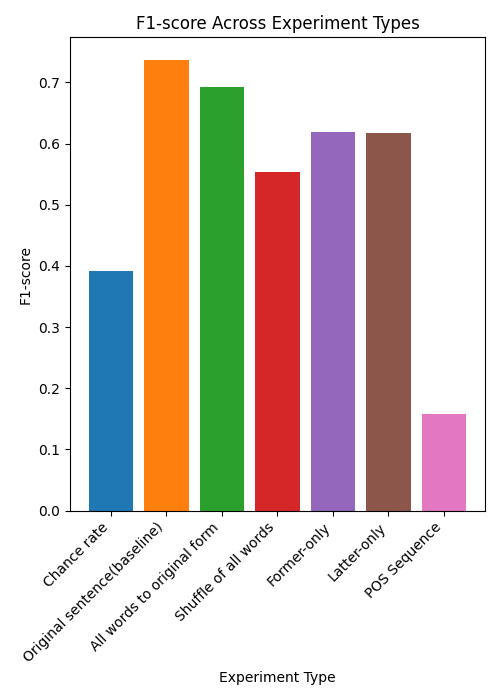 F1-score Across Experiment Types
F1-score
0.7
0.6
0.5
0.4
0.3
0.2
0.1
0.0
Chance rate
Original sentence(baseline)
All words to original form
Shuffle of all words
Former-only
Latter-only
POS Sequence
Experiment Type